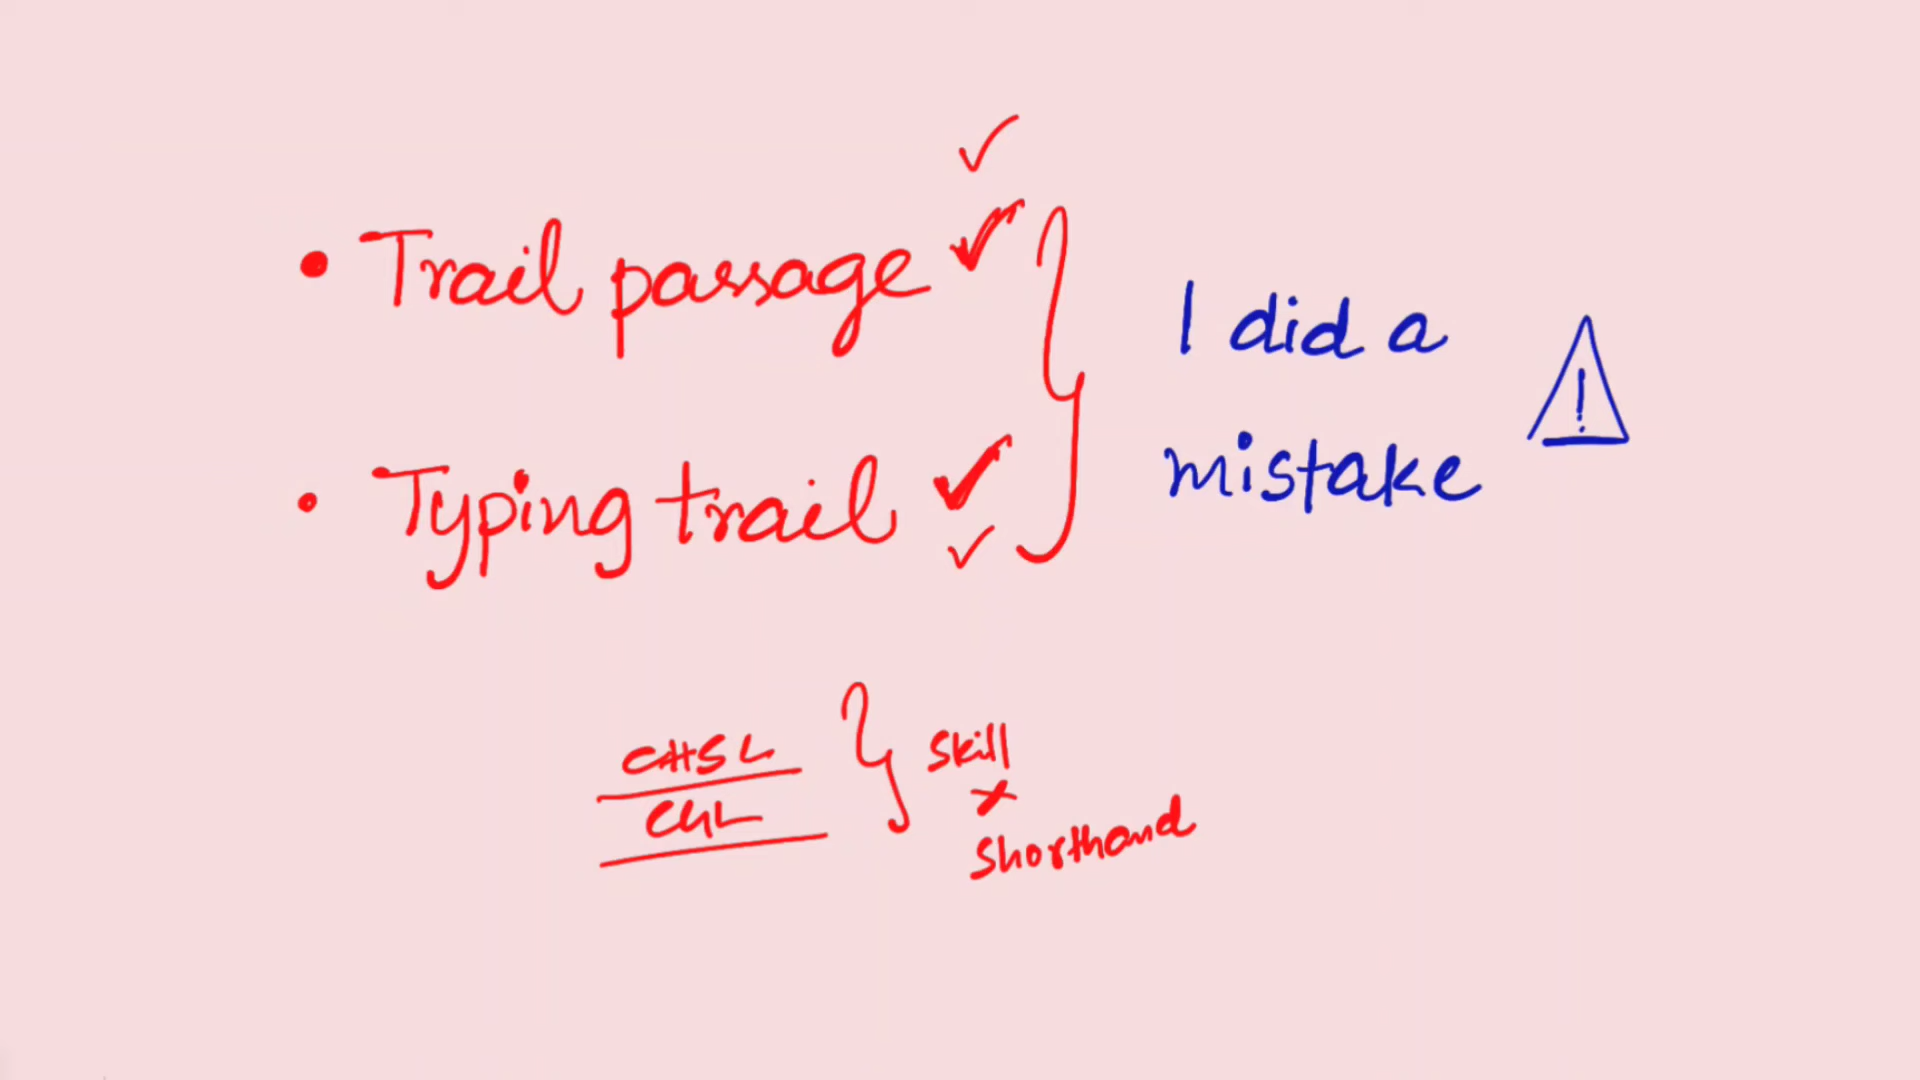 • Trail passage ✓
I did a
mistake
• Typing trail ✓
CHSL
CGL
skill
shorthand